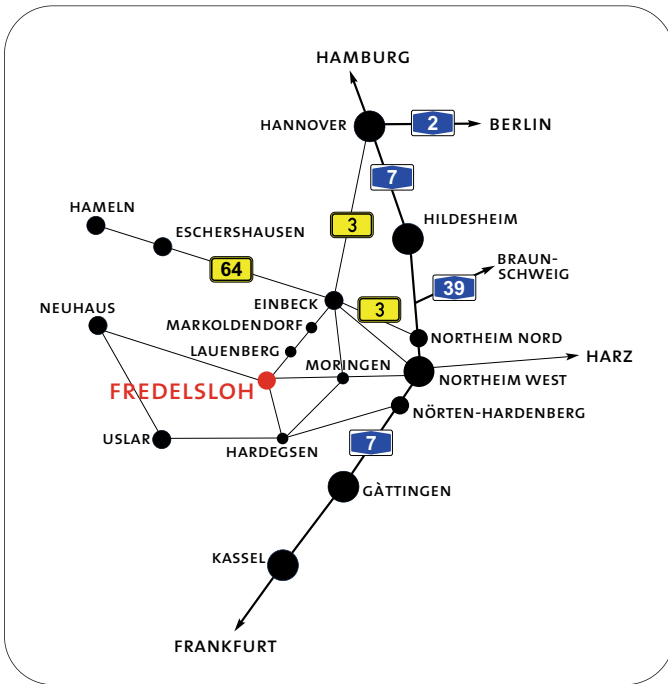 HAMBURG
HANNOVER
2
BERLIN
7
HAMELN
ESCHERSHAUSEN
3
HILDESHEIM
64
BRAUN-
SCHWEIG
39
NEUHAUS
EINBECK
3
MARKOLDENDORF
NORTHEIM NORD
LAUENBERG
MORINGEN
HARZ
FREDELSLOH
NORTHEIM WEST
NÖRTEN-HARDENBERG
USLAR
HARDEGSEN
7
GÀTTINGEN
KASSEL
FRANKFURT